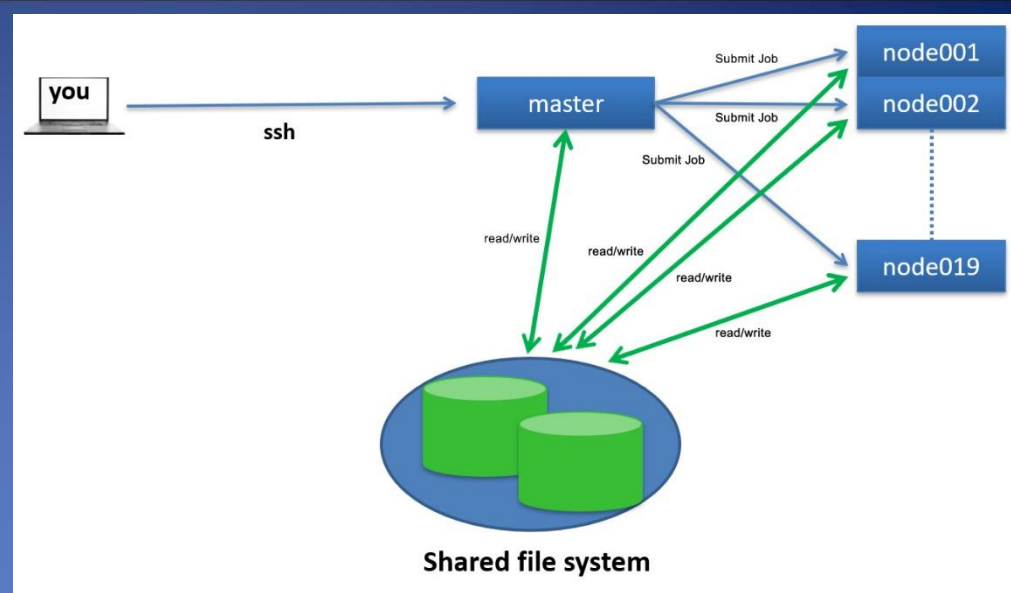 you
ssh
master
Submit Job
Submit Job
Submit Job
node001
node002
node019
read/write
read/write
read/write
read/write
Shared file system